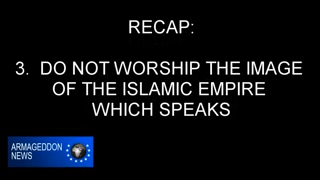 RECAP:
3. DO NOT WORSHIP THE IMAGE
OF THE ISLAMIC EMPIRE
WHICH SPEAKS
ARMAGEDDON
NEWS